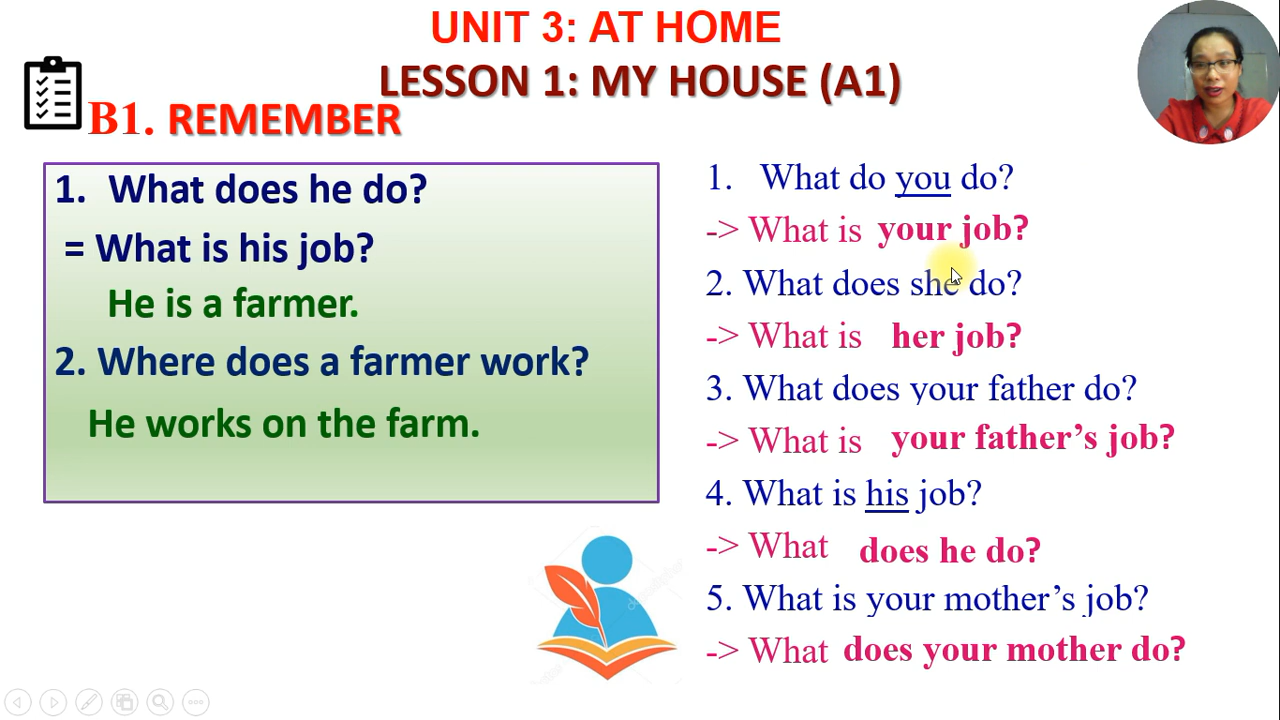 UNIT 3: AT HOME
LESSON 1: MY HOUSE (A1)
B1. REMEMBER
1. What does he do?
= What is his job?
He is a farmer.
2. Where does a farmer work?
He works on the farm.
1. What do you do?
-> What is your job?
2. What does she do?
-> What is her job?
3. What does your father do?
-> What is your father’s job?
4. What is his job?
-> What does he do?
5. What is your mother’s job?
-> What does your mother do?